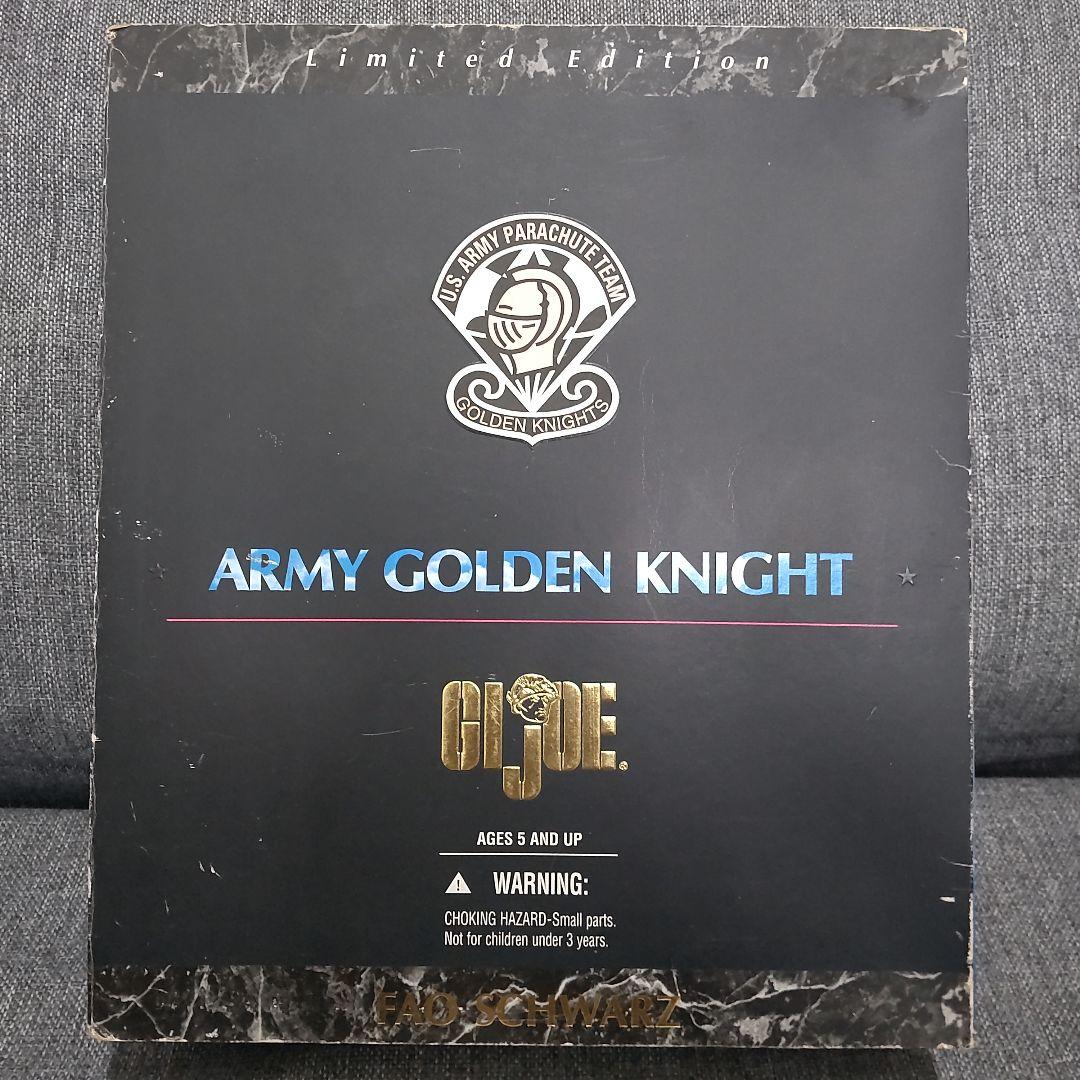 Limited Edition
U.S. ARMY PARACHUTE TEAM
GOLDEN KNIGHTS
ARMY GOLDEN KNIGHT
GI JOE®
AGES 5 AND UP
WARNING:
CHOKING HAZARD-Small parts.
Not for children under 3 years.
FAO SCHWARZ